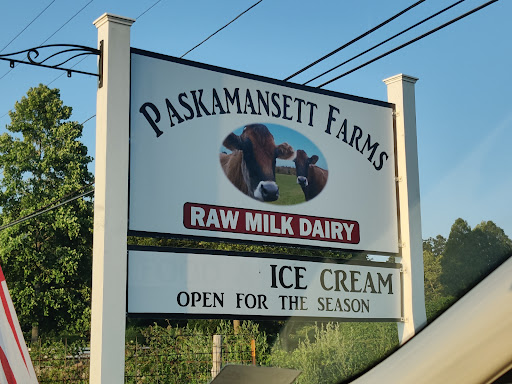 PASKAMANSETT FARMS
RAW MILK DAIRY
ICE CREAM
OPEN FOR THE SEASON